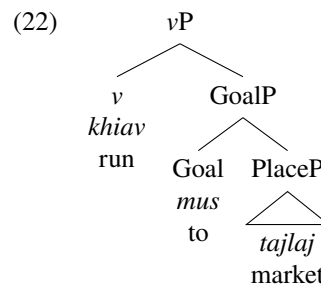 (22) vP
v GoalP
khiav
run Goal PlaceP
mus
to tajlaj
market